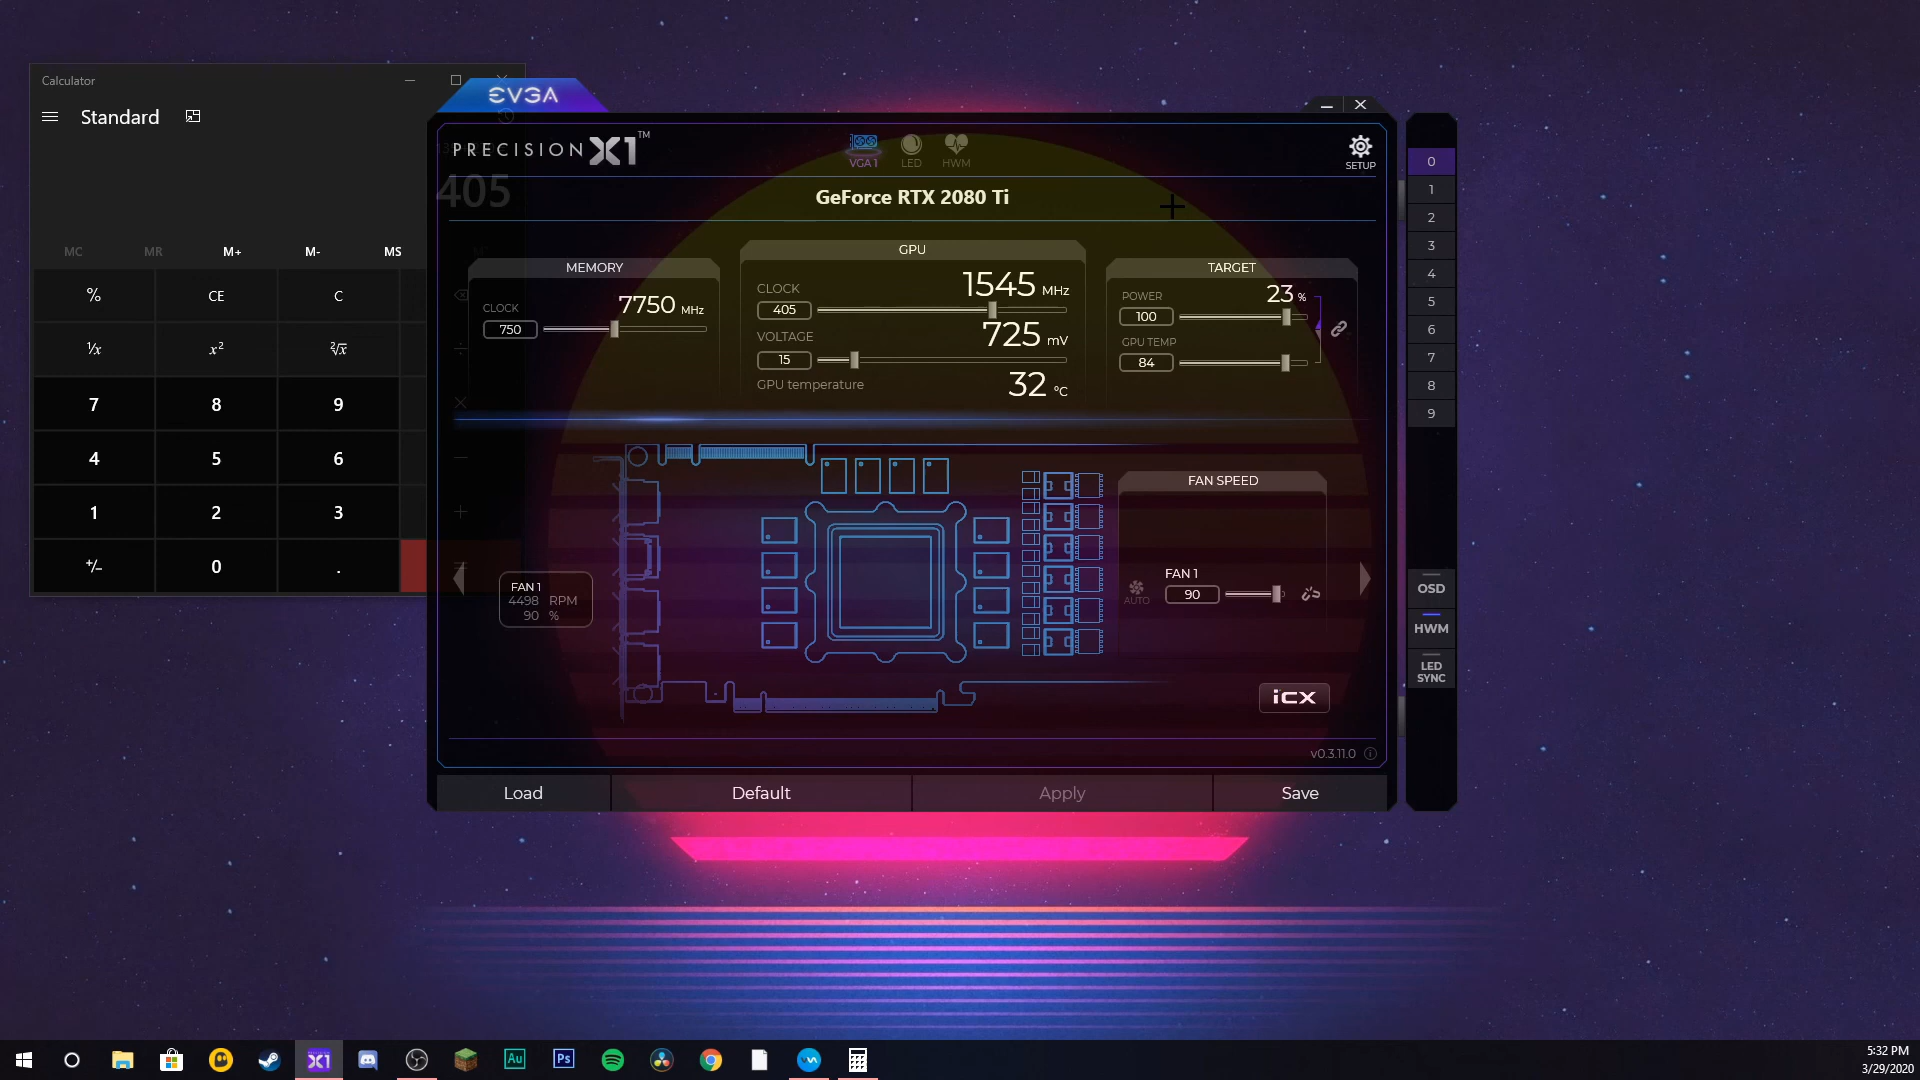 Calculator
Standard
405
MC MR M+ M- MS
% CE C
¹/x x² ²√x
7 8 9
4 5 6
1 2 3
+/- 0 .
EVGA
PRECISION X1™
VGA 1 LED HWM
SETUP
GeForce RTX 2080 Ti
MEMORY
CLOCK 7750 MHz
750
GPU
CLOCK 1545 MHz
405
VOLTAGE 725 mV
15
GPU temperature 32 °C
TARGET
POWER 23 %
100
GPU TEMP
84
FAN 1
4498 RPM
90 %
FAN SPEED
AUTO
FAN 1
90
iCX
v0.3.11.0
Load Default Apply Save
0
1
2
3
4
5
6
7
8
9
OSD
HWM
LED
SYNC
X1 Au Ps
5:32 PM
3/29/2020